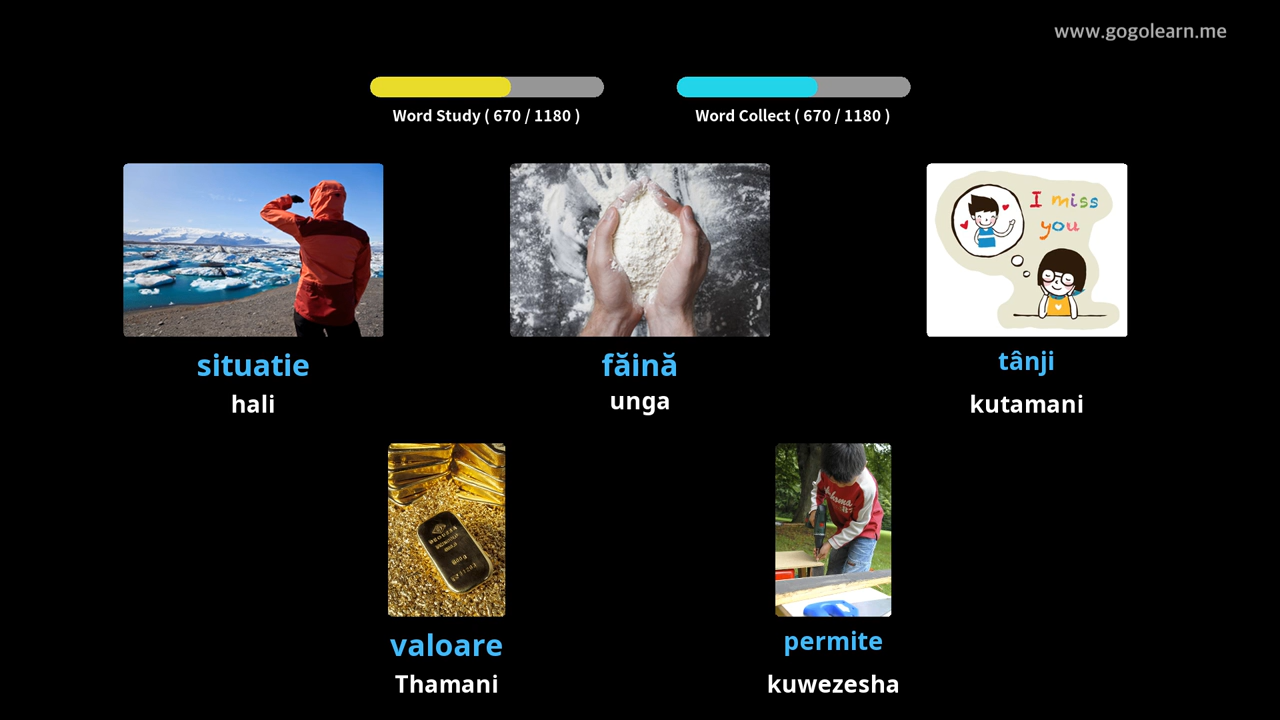 www.gogolearn.me
Word Study ( 670 / 1180 )
Word Collect ( 670 / 1180 )
I miss
you
situatie
făină
tânji
hali
unga
kutamani
valoare
permite
Thamani
kuwezesha